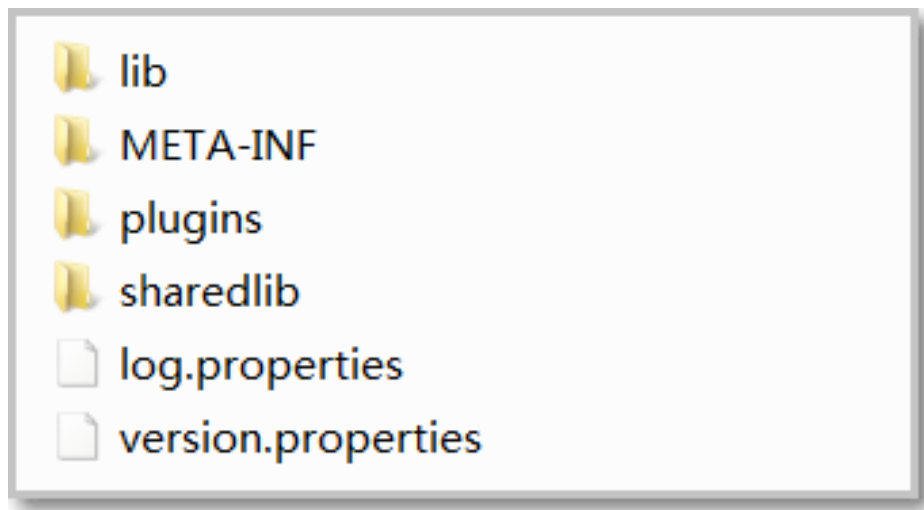 lib
META-INF
plugins
sharedlib
log.properties
version.properties